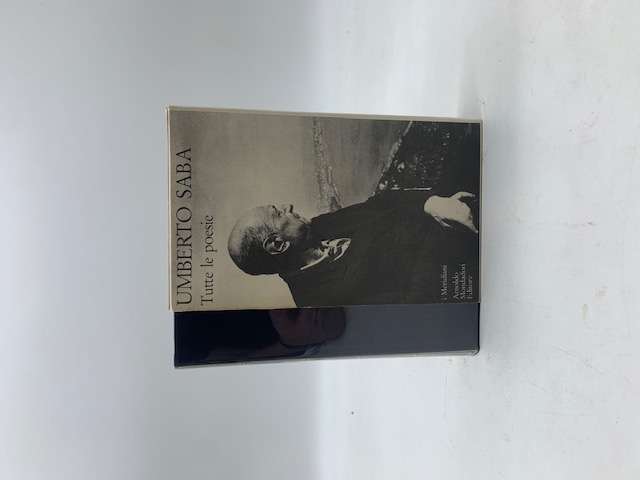 UMBERTO SABA
Tutte le poesie
i Meridiani
Arnoldo
Mondadori
Editore